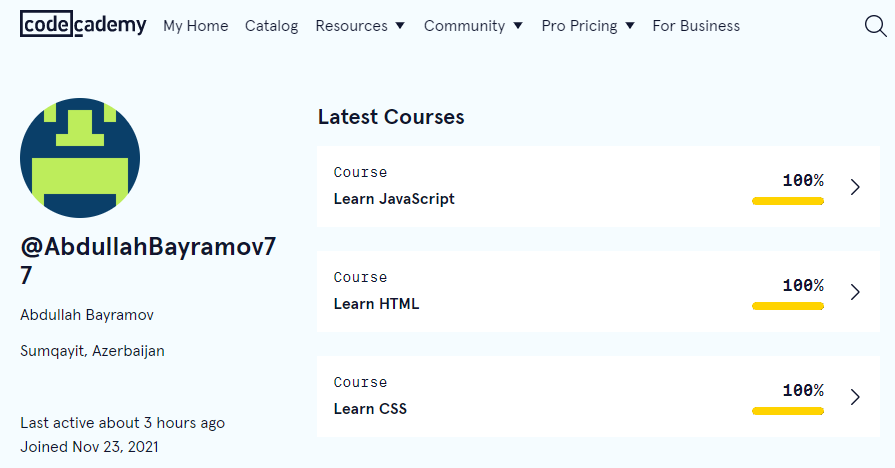 codecademy My Home Catalog Resources Community Pro Pricing For Business
@AbdullahBayramov7
7
Abdullah Bayramov
Sumqayit, Azerbaijan
Last active about 3 hours ago
Joined Nov 23, 2021
Latest Courses
Course
Learn JavaScript
100%
Course
Learn HTML
100%
Course
Learn CSS
100%